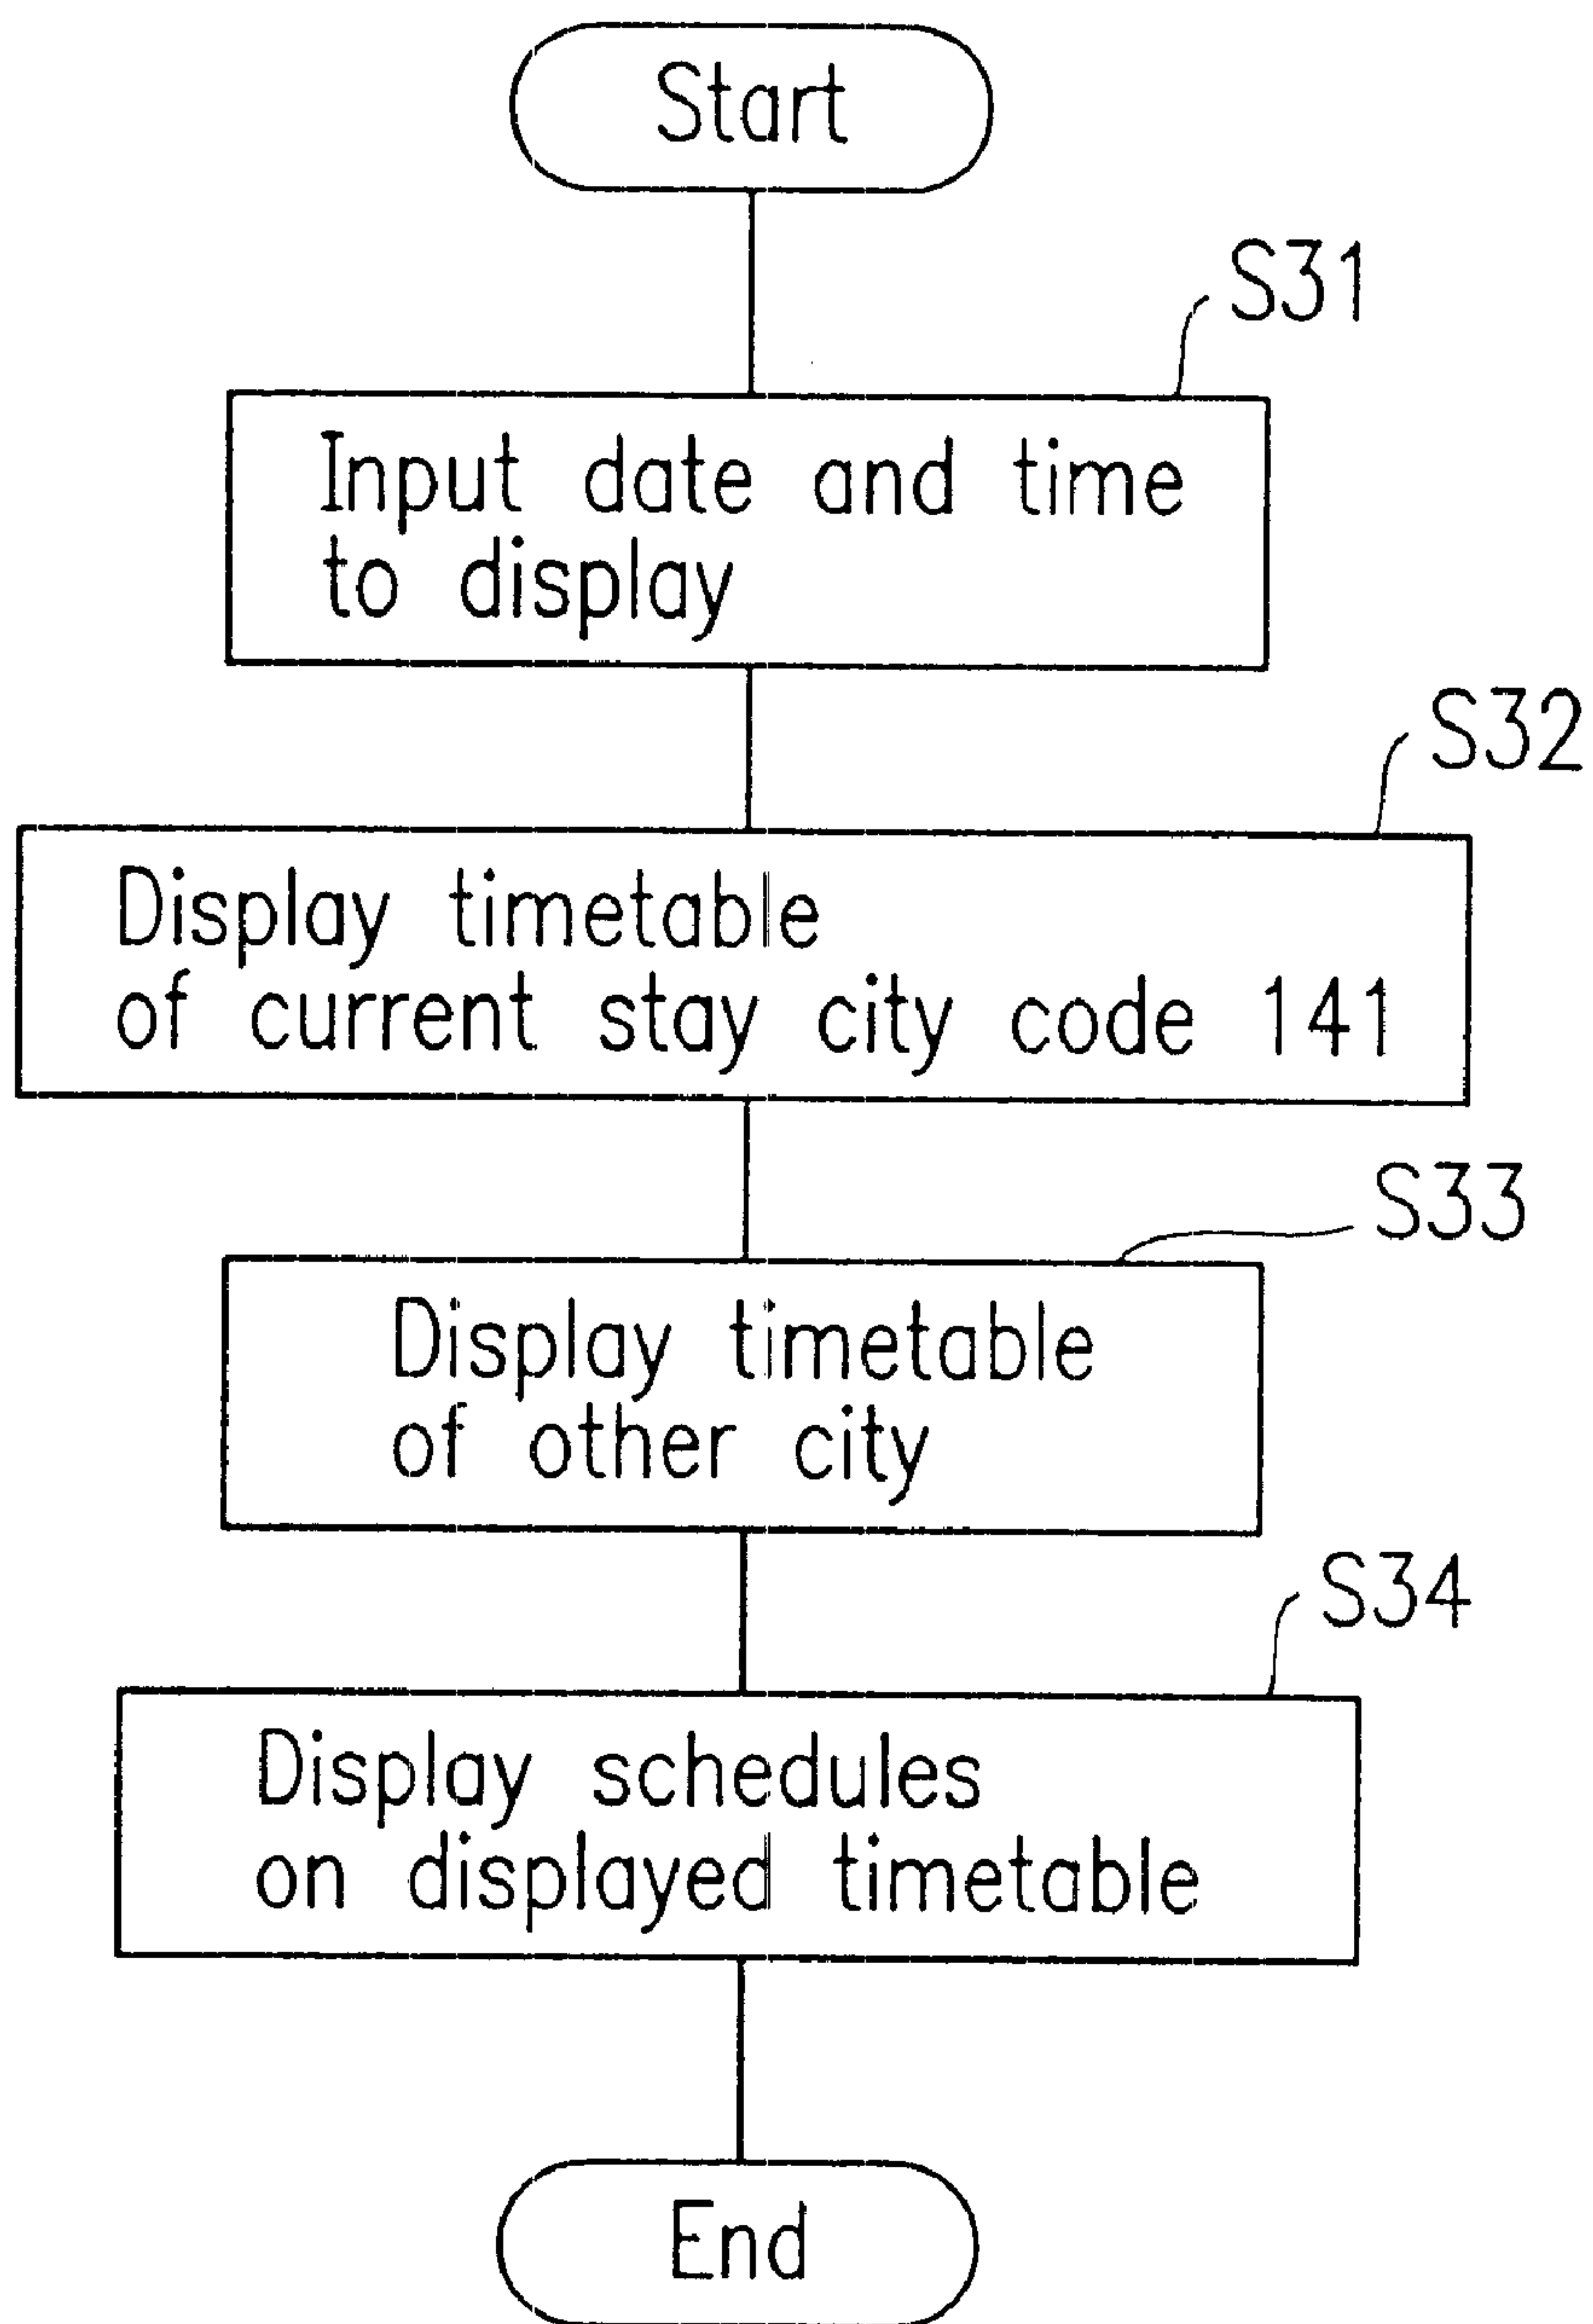 Start
S31
Input date and time
to display
S32
Display timetable
of current stay city code 141
S33
Display timetable
of other city
S34
Display schedules
on displayed timetable
End